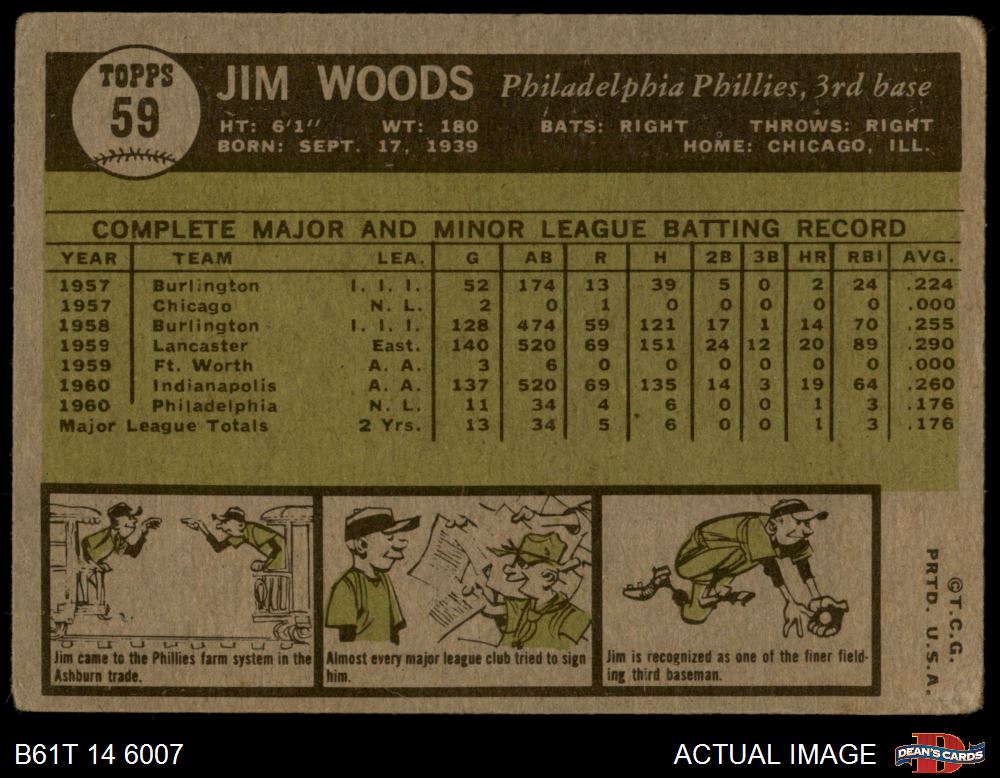 TOPPS
59
JIM WOODS Philadelphia Phillies, 3rd base
HT: 6'1" WT: 180 BATS: RIGHT THROWS: RIGHT
BORN: SEPT. 17, 1939 HOME: CHICAGO, ILL.
COMPLETE MAJOR AND MINOR LEAGUE BATTING RECORD
YEAR TEAM LEA. G AB R H 2B 3B HR RBI AVG.
1957 Burlington I. I. I. 52 174 13 39 5 0 2 24 .224
1957 Chicago N. L. 2 0 1 0 0 0 0 0 .000
1958 Burlington I. I. I. 128 474 59 121 17 1 14 70 .255
1959 Lancaster East. 140 520 69 151 24 12 20 89 .290
1959 Ft. Worth A. A. 3 6 0 0 0 0 0 0 .000
1960 Indianapolis A. A. 137 520 69 135 14 3 19 64 .260
1960 Philadelphia N. L. 11 34 4 6 0 0 1 3 .176
Major League Totals 2 Yrs. 13 34 5 6 0 0 1 3 .176
Jim came to the Phillies farm system in the
Ashburn trade.
Almost every major league club tried to sign
him.
Jim is recognized as one of the finer field-
ing third baseman.
©T.C.G.
PRTD. U.S.A.
B61T 14 6007
ACTUAL IMAGE
DEAN'S CARDS